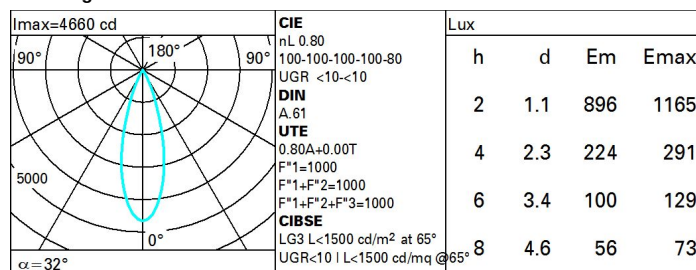 Imax=4660 cd
90°
180°
90°
5000
0°
α=32°
CIE
nL 0.80
100-100-100-100-80
UGR <10-<10
DIN
A.61
UTE
0.80A+0.00T
F"1=1000
F"1+F"2=1000
F"1+F"2+F"3=1000
CIBSE
LG3 L<1500 cd/m² at 65°
UGR<10 | L<1500 cd/mq @65°
Lux
h d Em Emax
2 1.1 896 1165
4 2.3 224 291
6 3.4 100 129
8 4.6 56 73